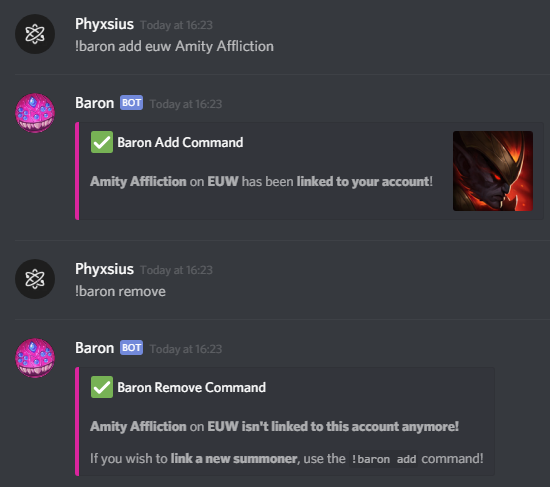 Phyxsius Today at 16:23
!baron add euw Amity Affliction
Baron BOT Today at 16:23
✅ Baron Add Command
Amity Affliction on EUW has been linked to your account!
Phyxsius Today at 16:23
!baron remove
Baron BOT Today at 16:23
✅ Baron Remove Command
Amity Affliction on EUW isn't linked to this account anymore!
If you wish to link a new summoner, use the !baron add command!